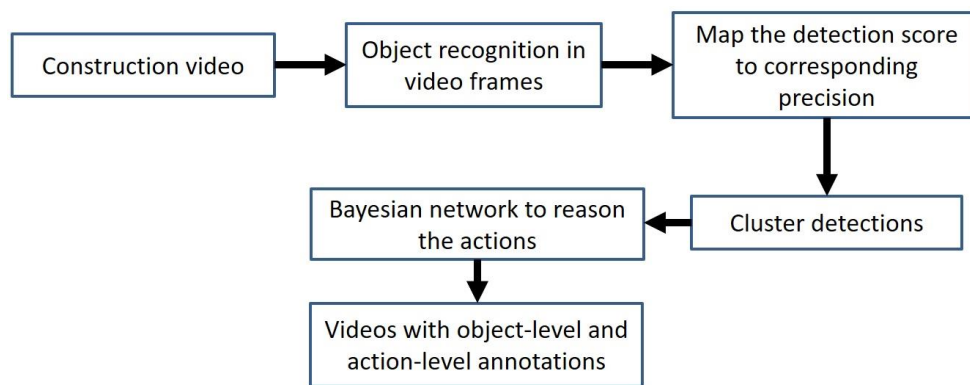 Construction video
Object recognition in
video frames
Map the detection score
to corresponding
precision
Cluster detections
Bayesian network to reason
the actions
Videos with object-level and
action-level annotations